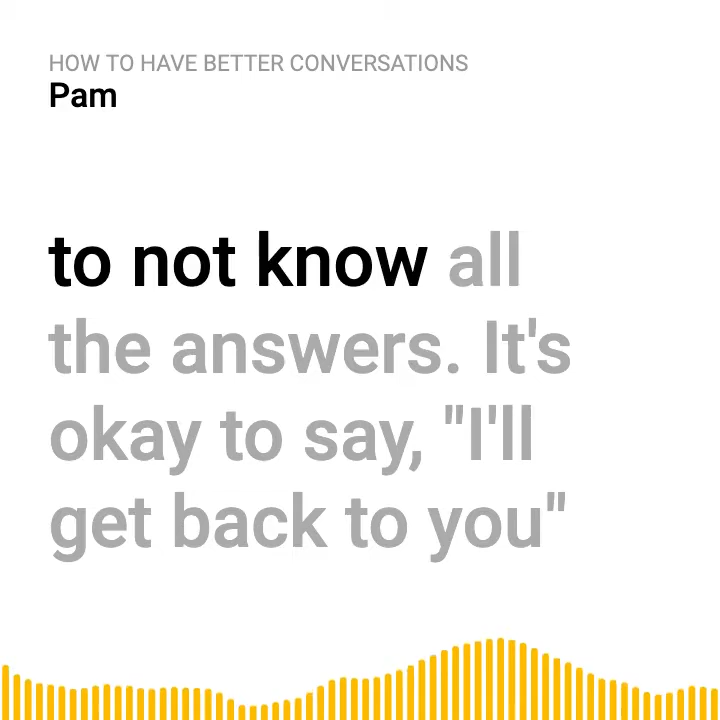 HOW TO HAVE BETTER CONVERSATIONS
Pam
to not know all
the answers. It's
okay to say, "I'll
get back to you"